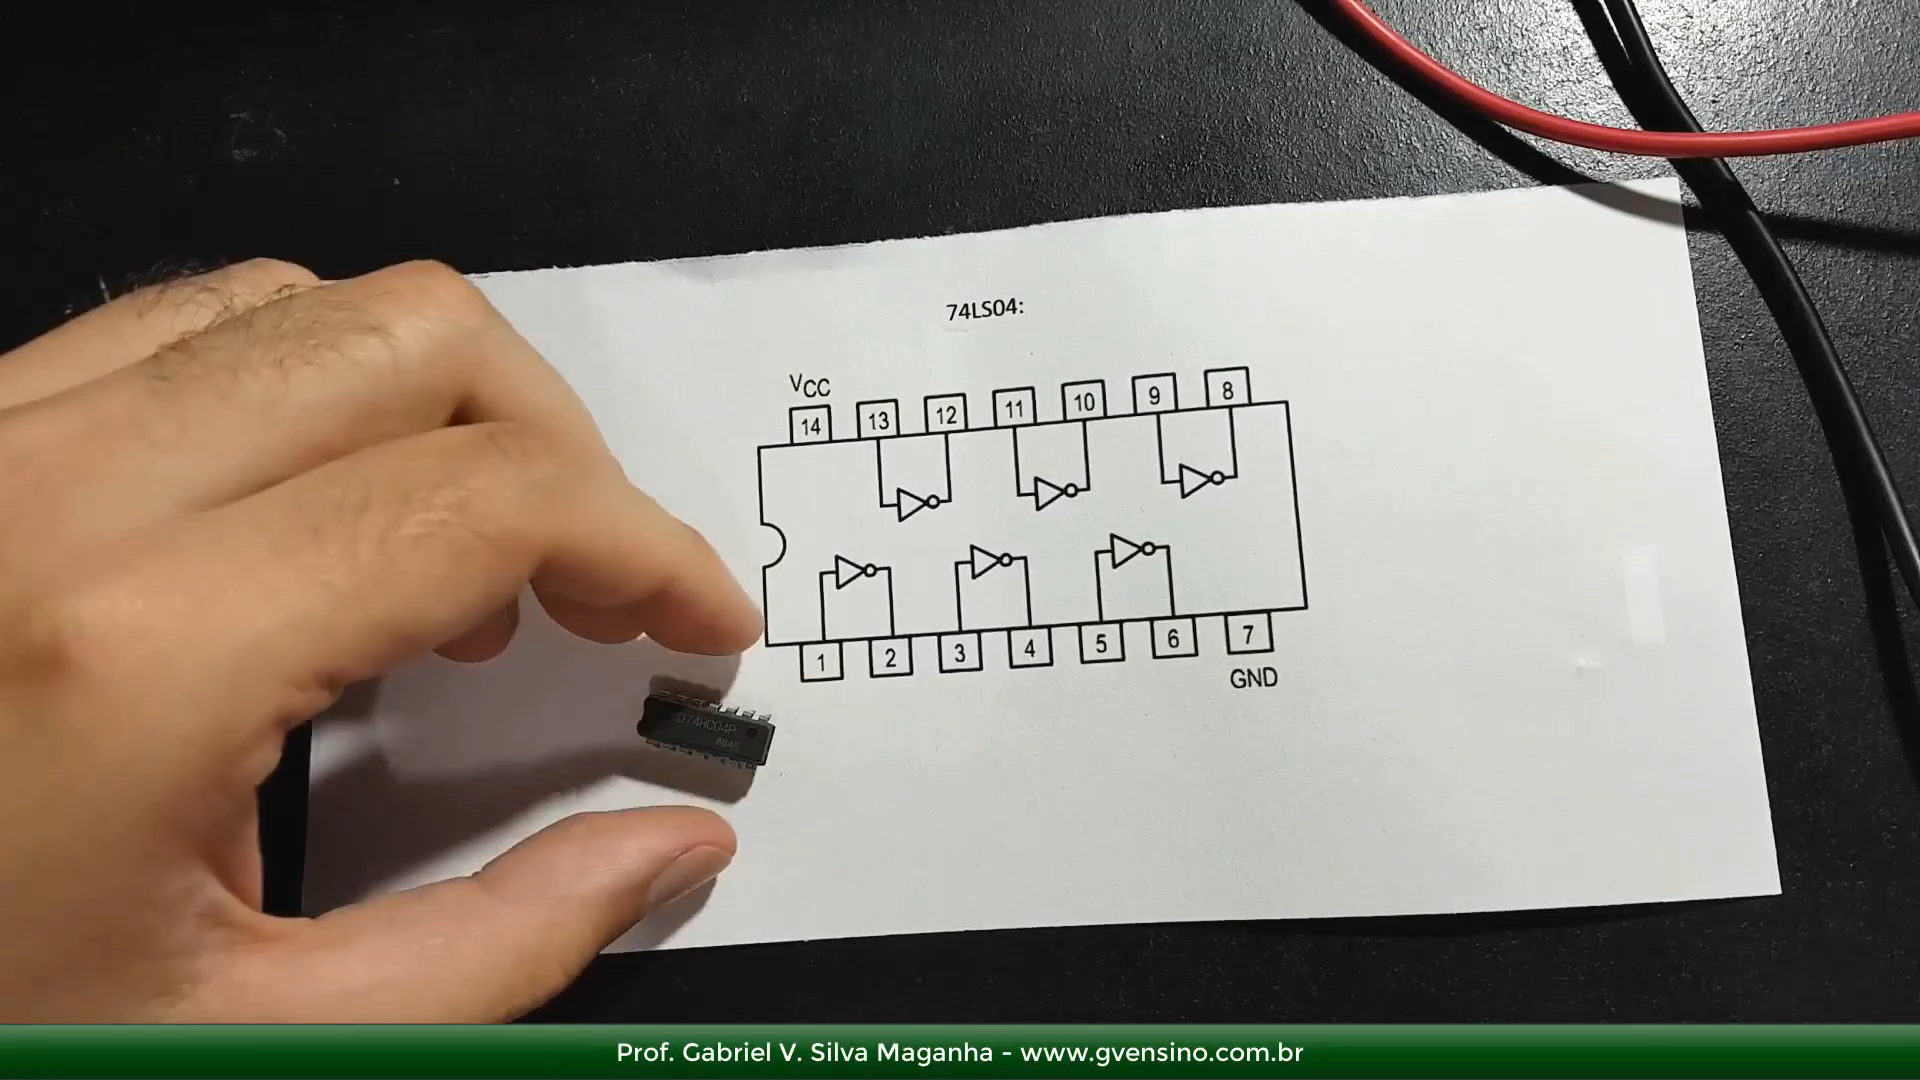 74LS04:
VCC
14 13 12 11 10 9 8
1 2 3 4 5 6 7
GND
D74HC04P
Prof. Gabriel V. Silva Maganha - www.gvensino.com.br